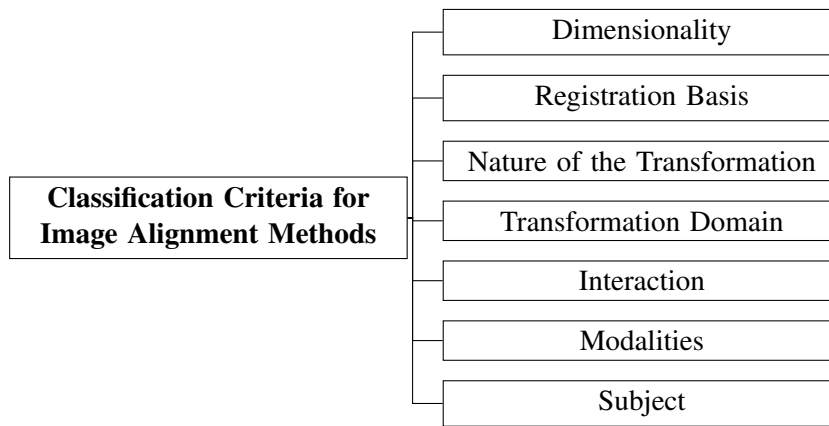 Classification Criteria for
Image Alignment Methods
Dimensionality
Registration Basis
Nature of the Transformation
Transformation Domain
Interaction
Modalities
Subject